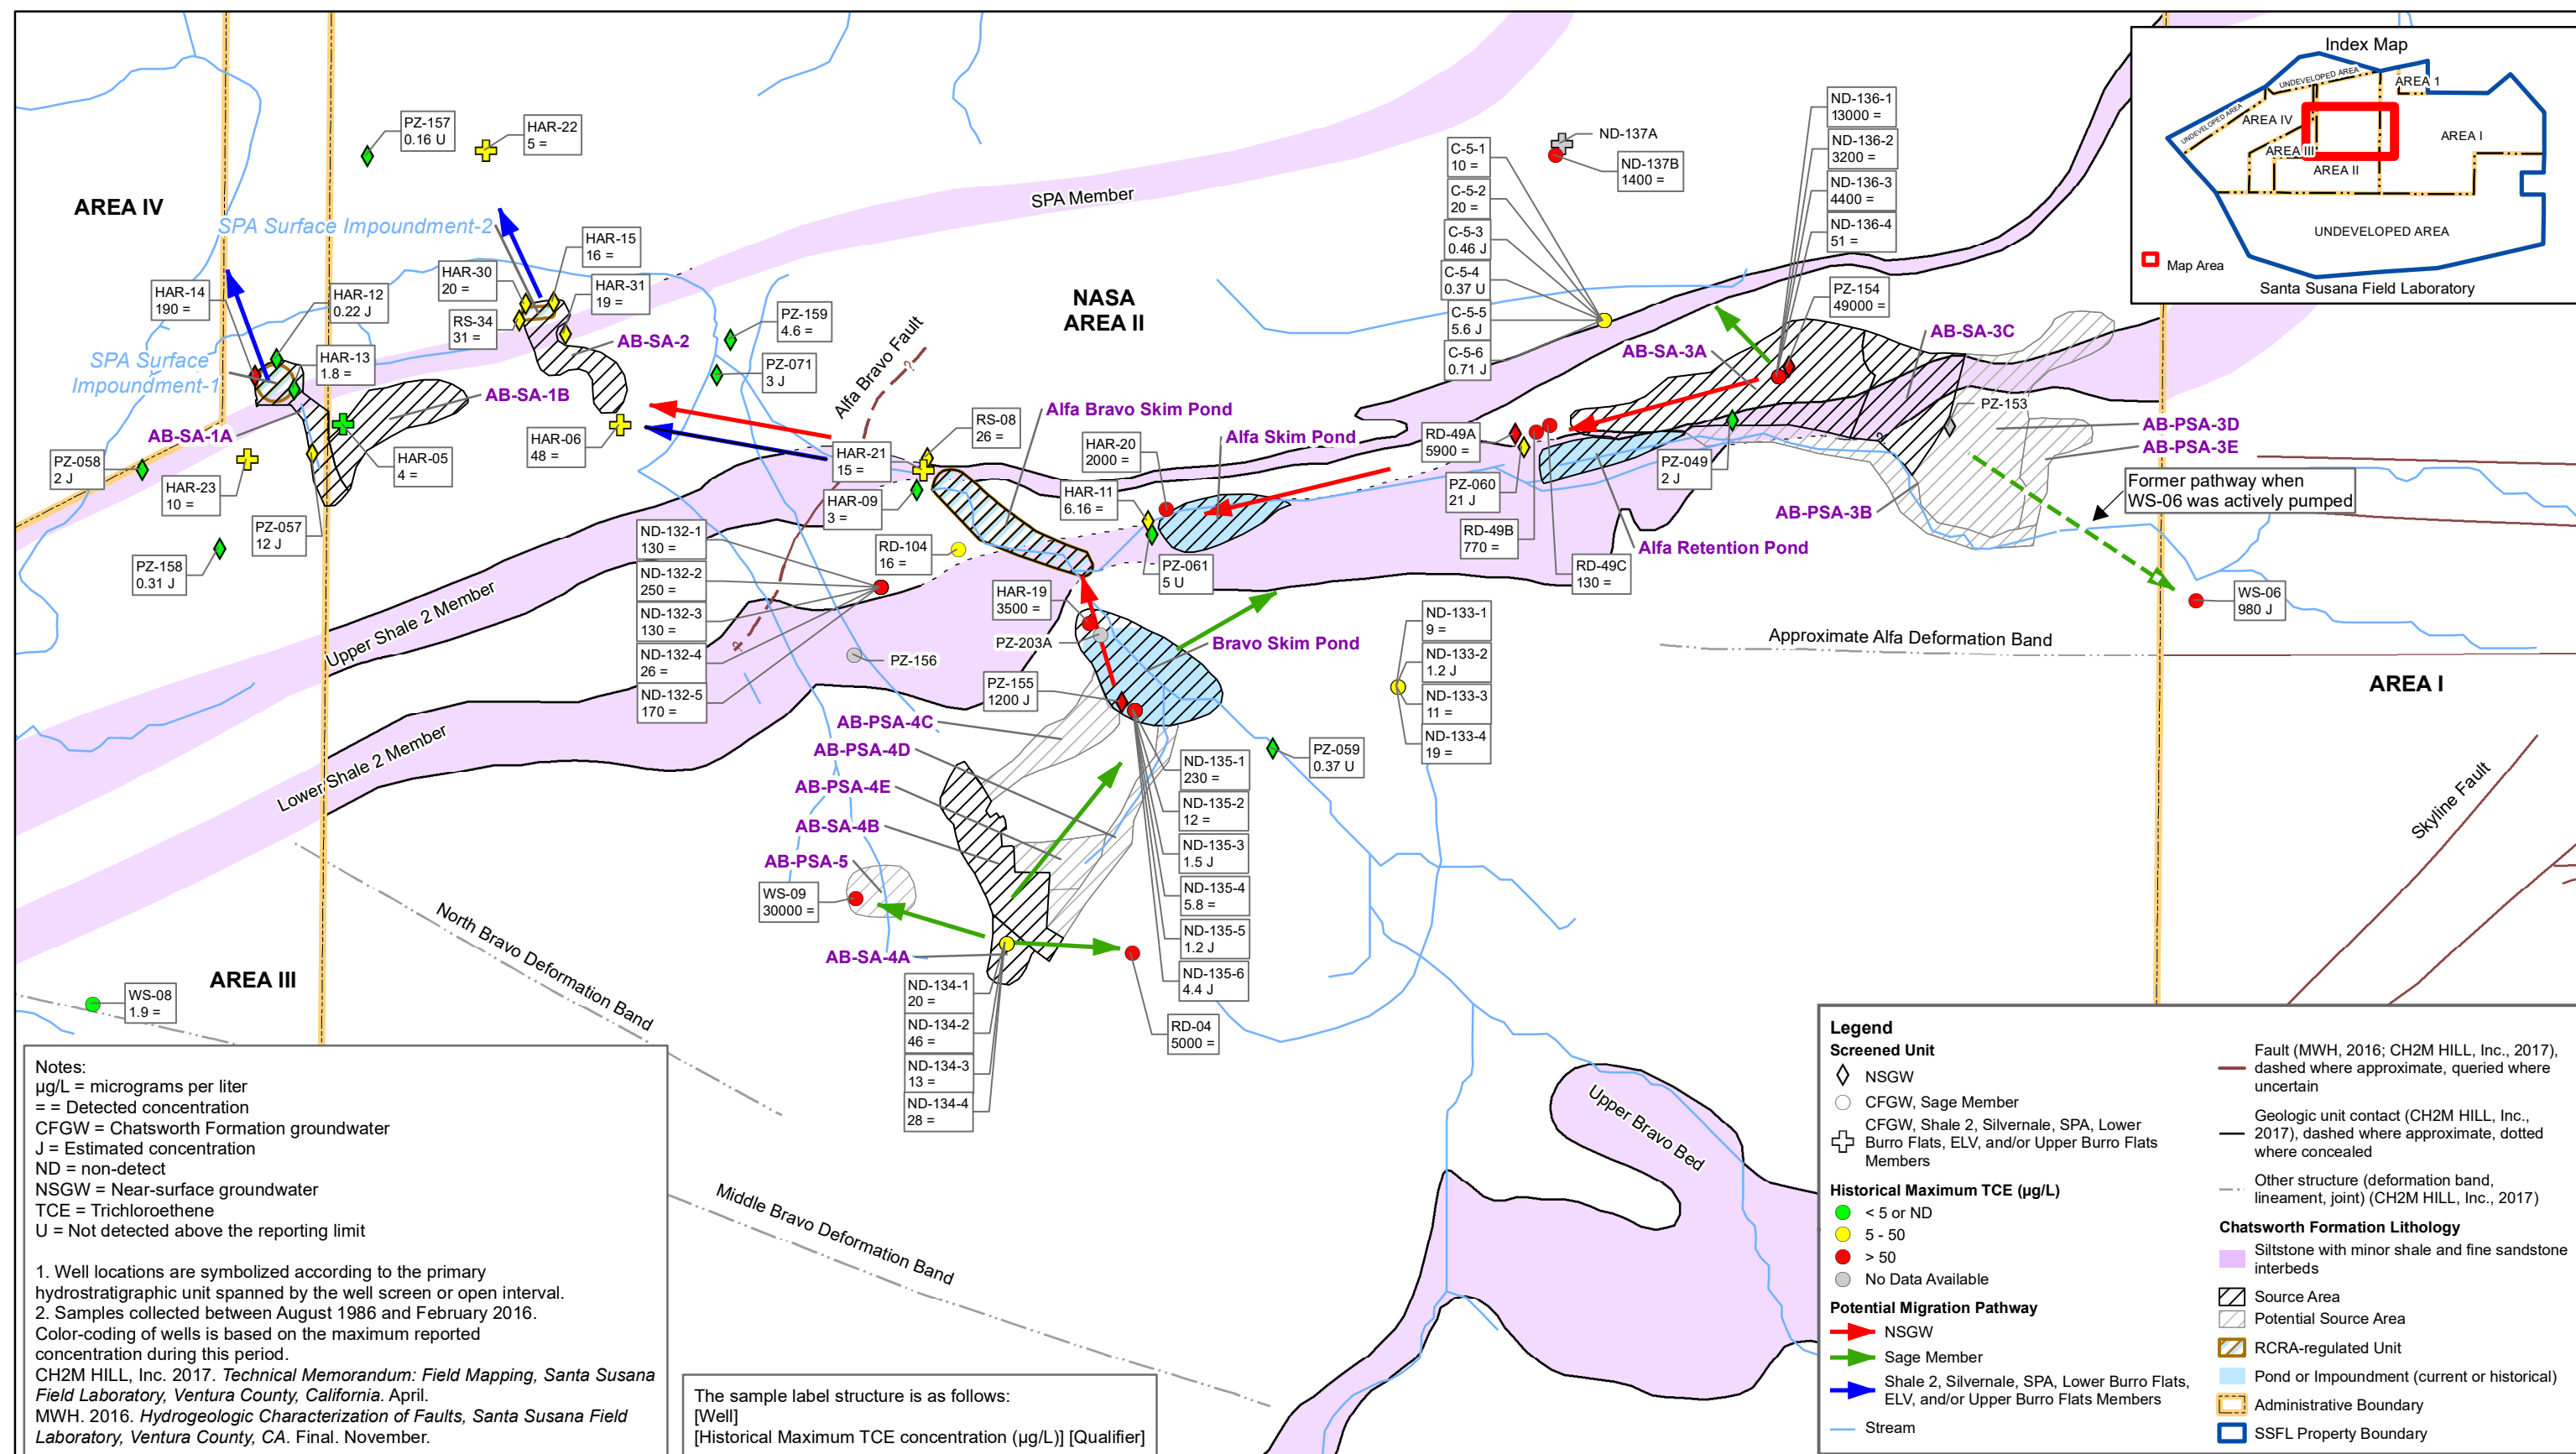 PZ-157
0.16 U
HAR-22
5 =
AREA IV
SPA Surface Impoundment-2
HAR-15
16 =
HAR-30
20 =
HAR-31
19 =
HAR-14
190 =
HAR-12
0.22 J
RS-34
31 =
SPA Surface
Impoundment-1
HAR-13
1.8 =
AB-SA-2
AB-SA-1B
PZ-159
4.6 =
PZ-071
3 J
AB-SA-1A
PZ-058
2 J
HAR-23
10 =
HAR-05
4 =
HAR-06
48 =
PZ-057
12 J
PZ-158
0.31 J
SPA Member
NASA
AREA II
Alfa Bravo Fault
?
?
Alfa Bravo Skim Pond
RS-08
26 =
HAR-21
15 =
HAR-09
3 =
HAR-20
2000 =
Alfa Skim Pond
HAR-11
6.16 =
PZ-061
5 U
RD-104
16 =
ND-132-1
130 =
ND-132-2
250 =
ND-132-3
130 =
ND-132-4
26 =
ND-132-5
170 =
PZ-156
HAR-19
3500 =
PZ-203A
PZ-155
1200 J
Bravo Skim Pond
C-5-1
10 =
C-5-2
20 =
C-5-3
0.46 J
C-5-4
0.37 U
C-5-5
5.6 J
C-5-6
0.71 J
ND-137A
ND-137B
1400 =
ND-136-1
13000 =
ND-136-2
3200 =
ND-136-3
4400 =
ND-136-4
51 =
PZ-154
49000 =
AB-SA-3A
AB-SA-3C
RD-49A
5900 =
PZ-060
21 J
RD-49B
770 =
RD-49C
130 =
PZ-049
2 J
Alfa Retention Pond
PZ-153
?
AB-PSA-3D
AB-PSA-3E
AB-PSA-3B
Former pathway when
WS-06 was actively pumped
WS-06
980 J
Approximate Alfa Deformation Band
AREA I
Skyline Fault
ND-133-1
9 =
ND-133-2
1.2 J
ND-133-3
11 =
ND-133-4
19 =
PZ-059
0.37 U
Upper Shale 2 Member
Lower Shale 2 Member
AB-PSA-4C
AB-PSA-4D
AB-PSA-4E
AB-SA-4B
AB-PSA-5
WS-09
30000 =
AB-SA-4A
ND-135-1
230 =
ND-135-2
12 =
ND-135-3
1.5 J
ND-135-4
5.8 =
ND-135-5
1.2 J
ND-135-6
4.4 J
ND-134-1
20 =
ND-134-2
46 =
ND-134-3
13 =
ND-134-4
28 =
RD-04
5000 =
North Bravo Deformation Band
Middle Bravo Deformation Band
Upper Bravo Bed
AREA III
WS-08
1.9 =
Index Map
UNDEVELOPED AREA
AREA 1
UNDEVELOPED AREA
AREA IV
AREA I
AREA III
AREA II
UNDEVELOPED AREA
Map Area
Santa Susana Field Laboratory
Notes:
µg/L = micrograms per liter
= = Detected concentration
CFGW = Chatsworth Formation groundwater
J = Estimated concentration
ND = non-detect
NSGW = Near-surface groundwater
TCE = Trichloroethene
U = Not detected above the reporting limit
1. Well locations are symbolized according to the primary
hydrostratigraphic unit spanned by the well screen or open interval.
2. Samples collected between August 1986 and February 2016.
Color-coding of wells is based on the maximum reported
concentration during this period.
CH2M HILL, Inc. 2017. Technical Memorandum: Field Mapping, Santa Susana
Field Laboratory, Ventura County, California. April.
MWH. 2016. Hydrogeologic Characterization of Faults, Santa Susana Field
Laboratory, Ventura County, CA. Final. November.
The sample label structure is as follows:
[Well]
[Historical Maximum TCE concentration (µg/L)] [Qualifier]
Legend
Screened Unit
NSGW
CFGW, Sage Member
CFGW, Shale 2, Silvernale, SPA, Lower
Burro Flats, ELV, and/or Upper Burro Flats
Members
Historical Maximum TCE (µg/L)
< 5 or ND
5 - 50
> 50
No Data Available
Potential Migration Pathway
NSGW
Sage Member
Shale 2, Silvernale, SPA, Lower Burro Flats,
ELV, and/or Upper Burro Flats Members
Stream
Fault (MWH, 2016; CH2M HILL, Inc., 2017),
dashed where approximate, queried where
uncertain
Geologic unit contact (CH2M HILL, Inc.,
2017), dashed where approximate, dotted
where concealed
Other structure (deformation band,
lineament, joint) (CH2M HILL, Inc., 2017)
Chatsworth Formation Lithology
Siltstone with minor shale and fine sandstone
interbeds
Source Area
Potential Source Area
RCRA-regulated Unit
Pond or Impoundment (current or historical)
Administrative Boundary
SSFL Property Boundary